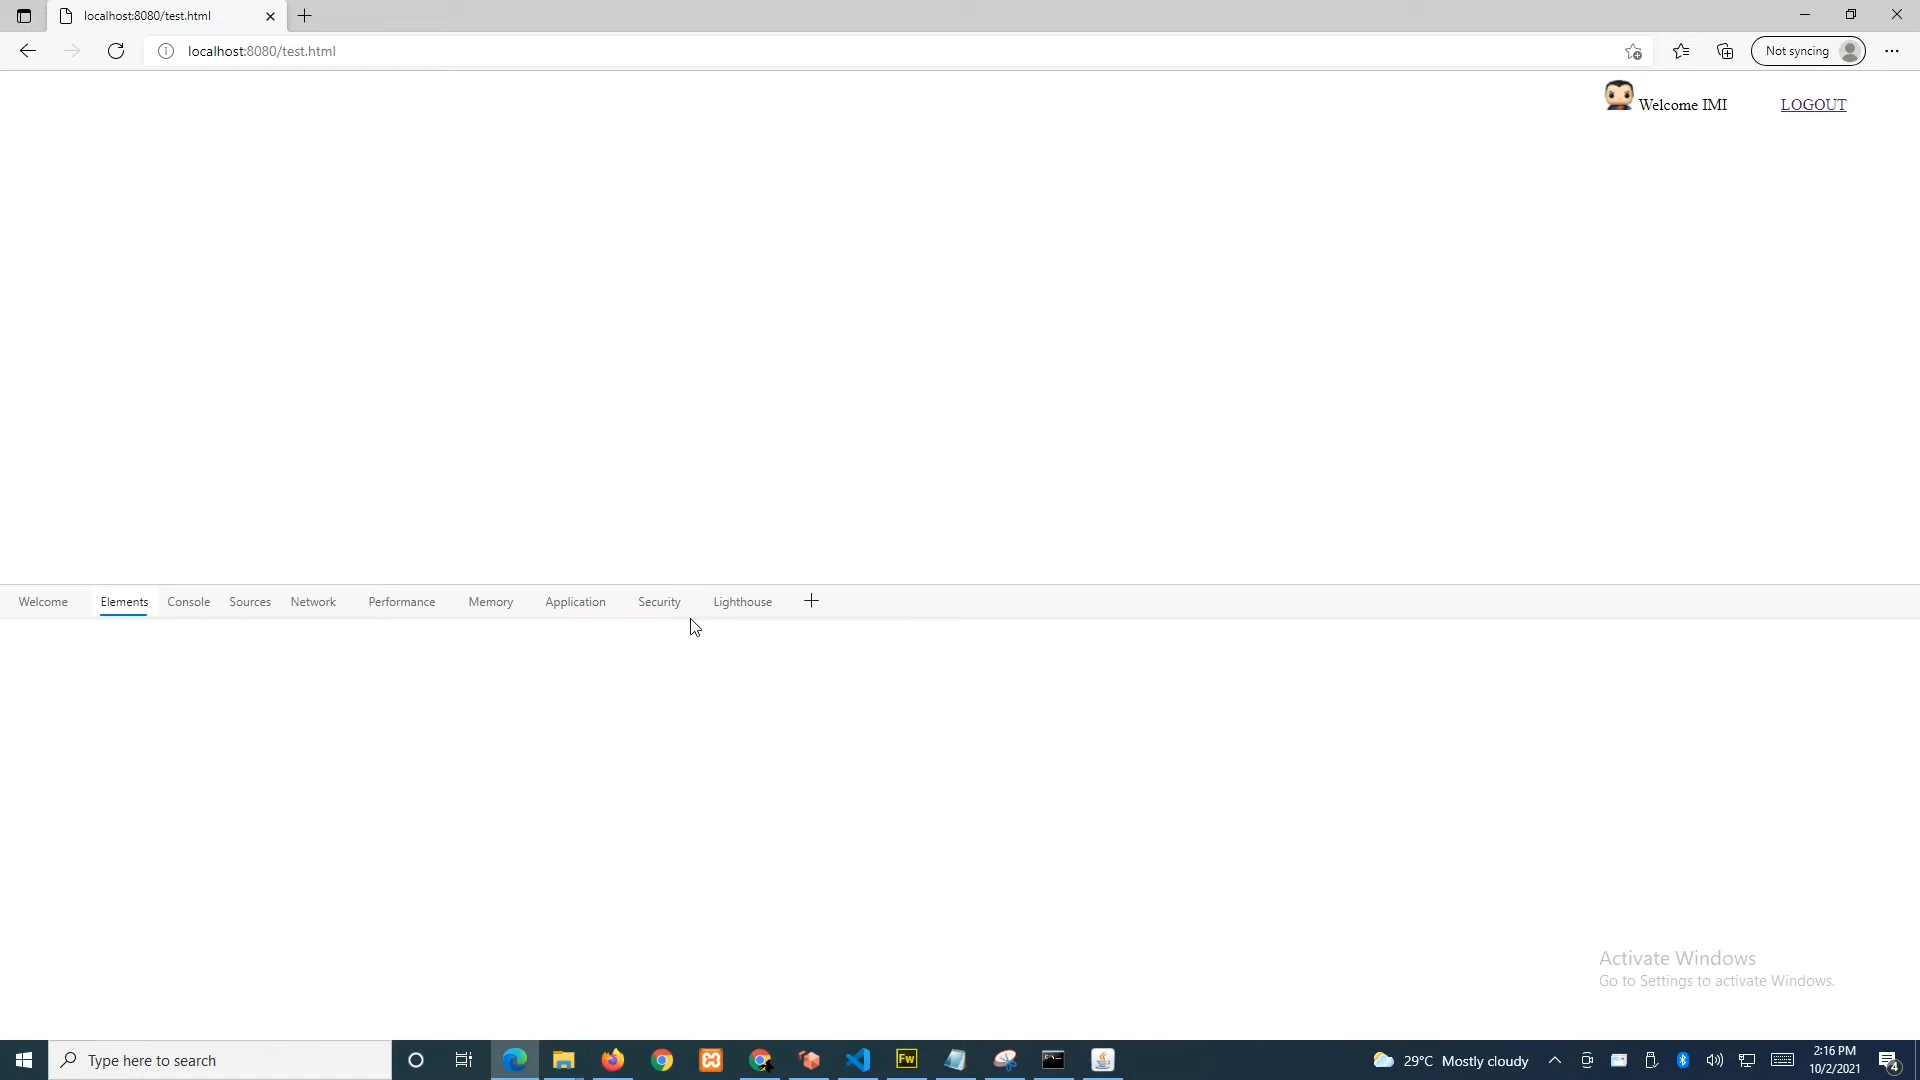 localhost:8080/test.html
localhost:8080/test.html
Not syncing
Welcome IMI LOGOUT
Welcome Elements Console Sources Network Performance Memory Application Security Lighthouse
Activate Windows
Go to Settings to activate Windows.
Type here to search
Fw
29°C Mostly cloudy
2:16 PM
10/2/2021
4